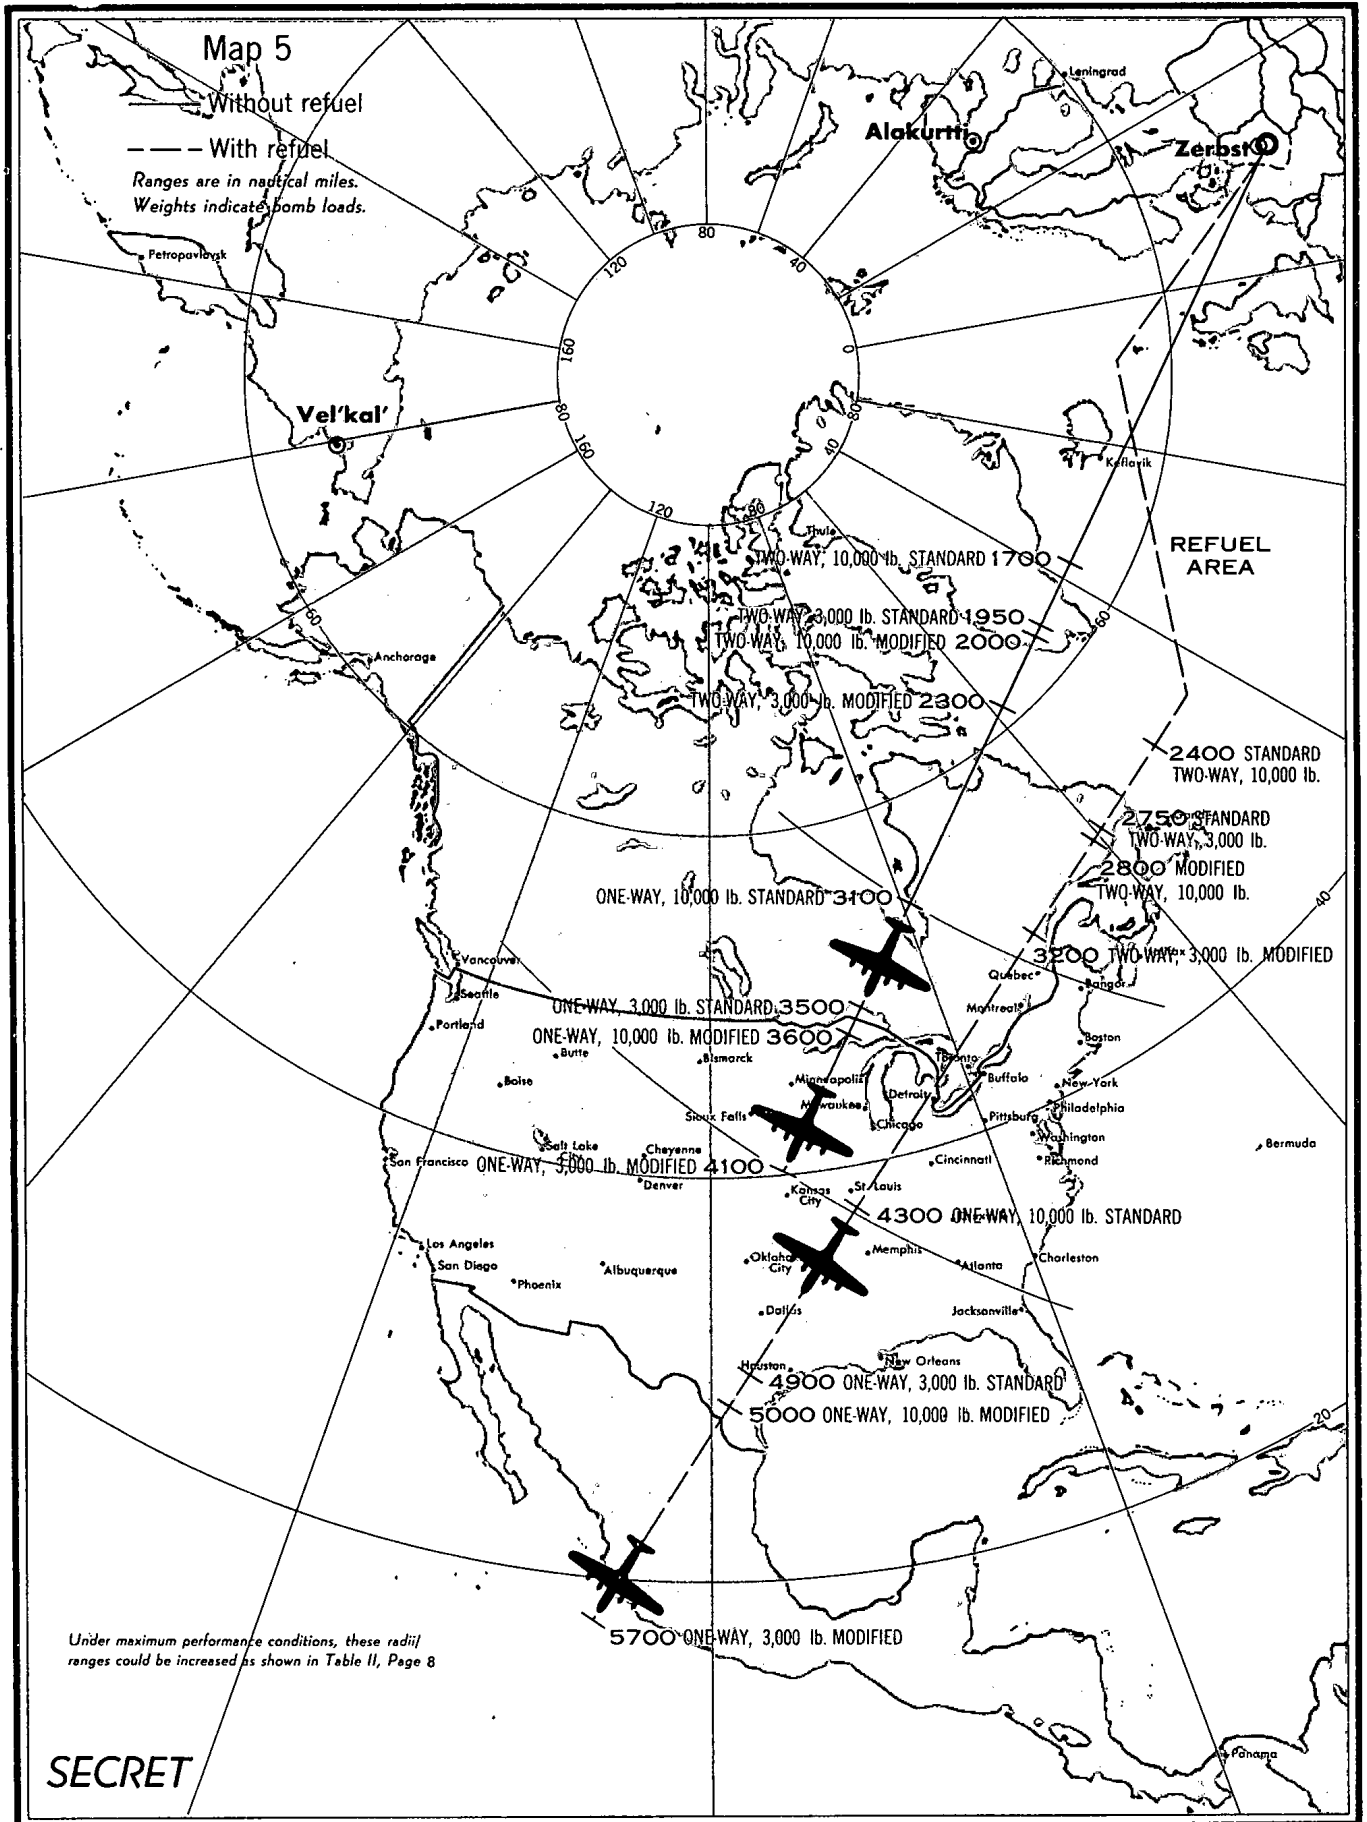 Map 5
Without refuel
With refuel
Ranges are in nautical miles.
Weights indicate bomb loads.
Leningrad
Alakurtti
Zerbst
Petropavlovsk
80
120
40
160
0
Vel'kal'
80
160
80
40
Keflavik
120
80
Thule
REFUEL
AREA
TWO-WAY, 10,000 lb. STANDARD 1700
60
TWO-WAY, 3,000 lb. STANDARD 1950
60
TWO-WAY, 10,000 lb. MODIFIED 2000
Anchorage
TWO-WAY, 3,000 lb. MODIFIED 2300
2400 STANDARD
TWO-WAY, 10,000 lb.
2750 STANDARD
TWO-WAY, 3,000 lb.
2800 MODIFIED
TWO-WAY, 10,000 lb.
ONE-WAY, 10,000 lb. STANDARD 3100
40
3200 TWO-WAY, 3,000 lb. MODIFIED
Vancouver
Quebec
Bangor
Seattle
ONE-WAY, 3,000 lb. STANDARD 3500
Montreal
Portland
ONE-WAY, 10,000 lb. MODIFIED 3600
Boston
Butte
Bismarck
Toronto
Boise
Minneapolis
Buffalo
New York
Detroit
Milwaukee
Philadelphia
Sioux Falls
Chicago
Pittsburg
Washington
Salt Lake
City
Cheyenne
Bermuda
San Francisco
ONE-WAY, 3,000 lb. MODIFIED 4100
Cincinnati
Richmond
Denver
Kansas
City
St. Louis
4300 ONE-WAY, 10,000 lb. STANDARD
Los Angeles
Memphis
San Diego
Albuquerque
Oklaho
City
Atlanta
Charleston
Phoenix
Dallas
Jacksonville
Houston
New Orleans
4900 ONE-WAY, 3,000 lb. STANDARD
5000 ONE-WAY, 10,000 lb. MODIFIED
20
5700 ONE-WAY, 3,000 lb. MODIFIED
Under maximum performance conditions, these radii/
ranges could be increased as shown in Table II, Page 8
SECRET
Panama